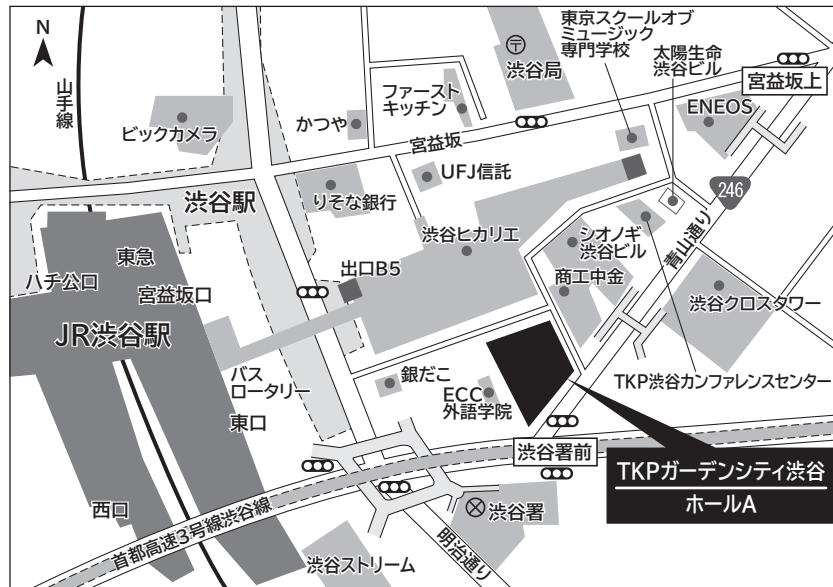 N
山手線
ビックカメラ
かつや
ファースト
キッチン
渋谷局
東京スクールオブ
ミュージック
専門学校
太陽生命
渋谷ビル
宮益坂上
ENEOS
宮益坂
UFJ信託
りそな銀行
渋谷駅
246
青山通り
渋谷ヒカリエ
シオノギ
渋谷ビル
商工中金
渋谷クロスタワー
東急
ハチ公口
宮益坂口
出口B5
JR渋谷駅
バス
ロータリー
東口
銀だこ
ECC
外語学院
TKP渋谷カンファレンスセンター
渋谷署前
TKPガーデンシティ渋谷
ホールA
西口
首都高速3号線渋谷線
渋谷署
明治通り
渋谷ストリーム